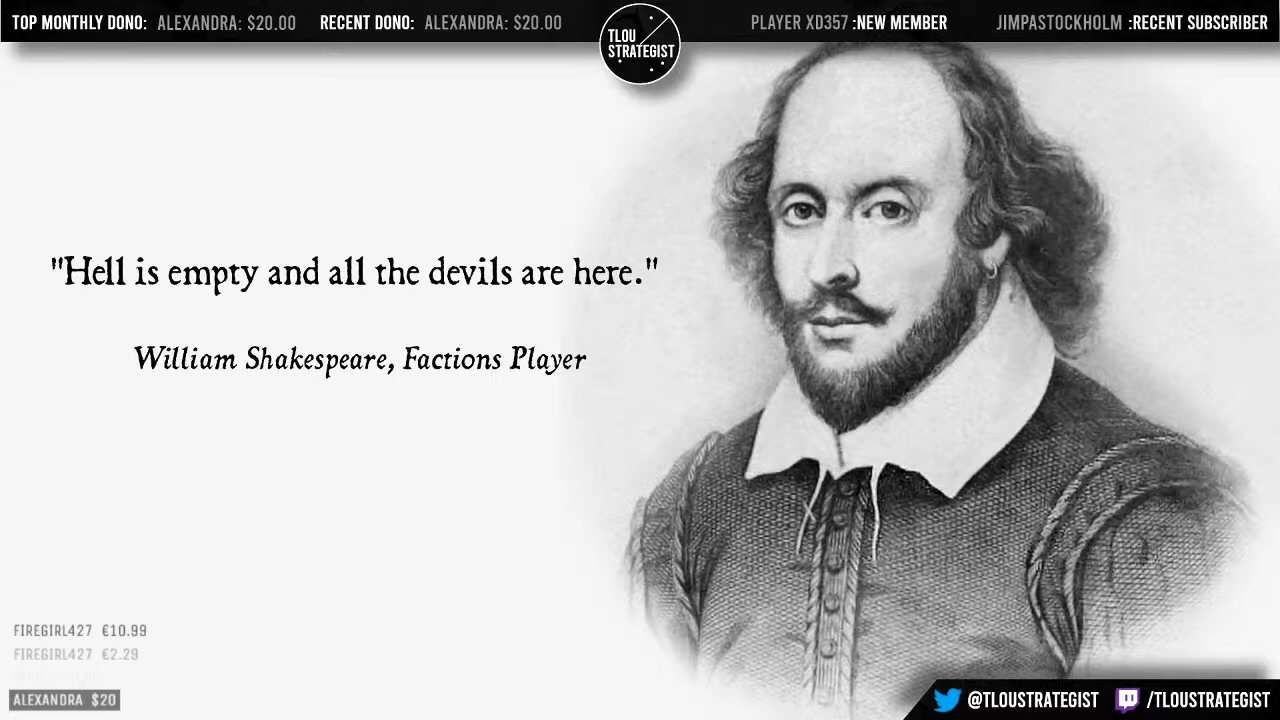 TOP MONTHLY DONO: ALEXANDRA: $20.00 RECENT DONO: ALEXANDRA: $20.00 PLAYER XD357 :NEW MEMBER JIMPASTOCKHOLM :RECENT SUBSCRIBER
TLOU
STRATEGIST
"Hell is empty and all the devils are here."
William Shakespeare, Factions Player
FIREGIRL427 €10.99
FIREGIRL427 €2.29
ALEXANDRA $20
@TLOUSTRATEGIST /TLOUSTRATEGIST